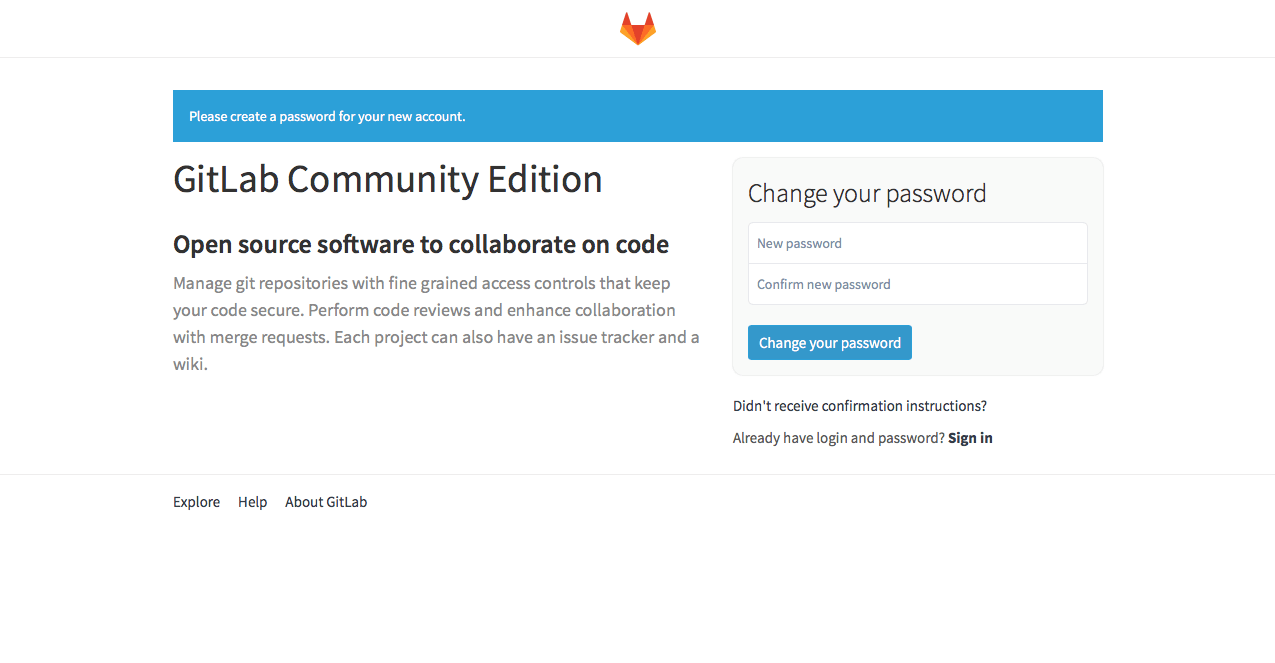 Please create a password for your new account.
GitLab Community Edition
Open source software to collaborate on code
Manage git repositories with fine grained access controls that keep
your code secure. Perform code reviews and enhance collaboration
with merge requests. Each project can also have an issue tracker and a
wiki.
Change your password
New password
Confirm new password
Change your password
Didn't receive confirmation instructions?
Already have login and password? Sign in
Explore Help About GitLab